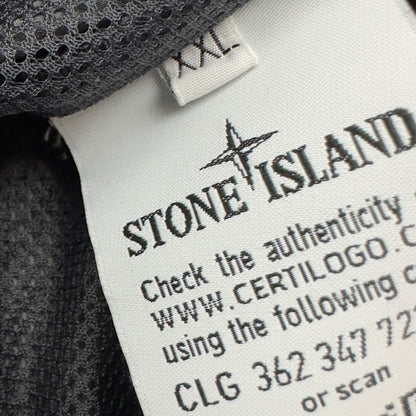 XXL
STONE ISLAND
Check the authenticity
WWW.CERTILOGO.C
using the following c
CLG 362 347 72
or scan